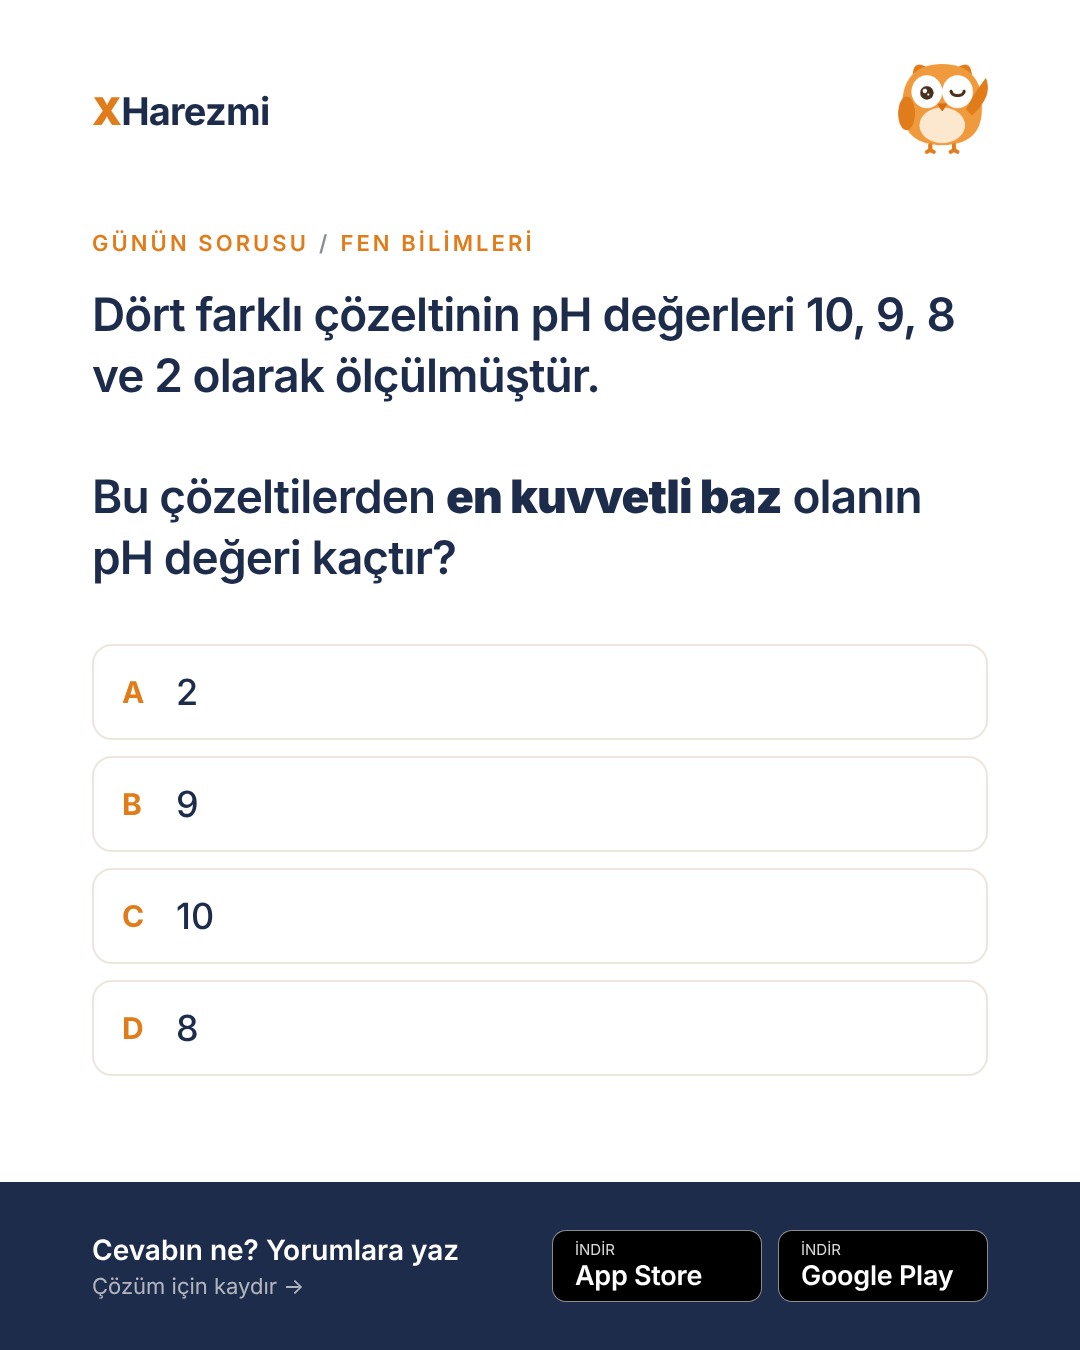 XHarezmi
GÜNÜN SORUSU / FEN BİLİMLERİ
Dört farklı çözeltinin pH değerleri 10, 9, 8
ve 2 olarak ölçülmüştür.
Bu çözeltilerden en kuvvetli baz olanın
pH değeri kaçtır?
A 2
B 9
C 10
D 8
Cevabın ne? Yorumlara yaz
Çözüm için kaydır →
İNDİR
App Store
İNDİR
Google Play